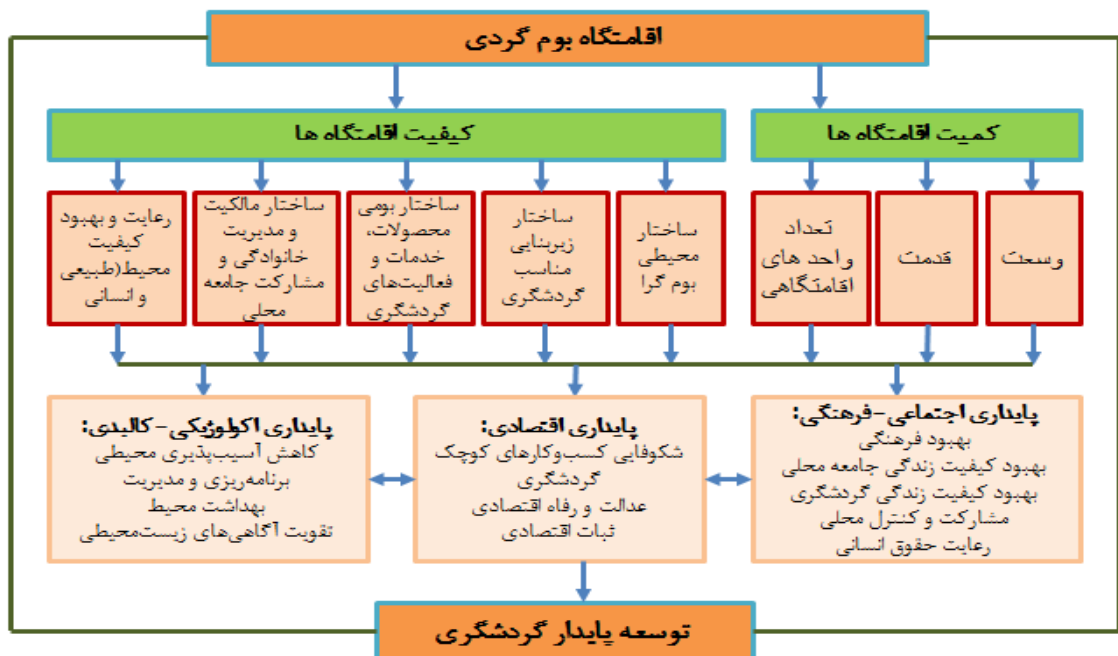 اقامتگاه بوم گردی
کمیت اقامتگاه ها
کیفیت اقامتگاه ها
وسعت
قدمت
تعداد
واحد های
اقامتگاهی
ساختار
محیطی
بوم گرا
ساختار
زیربنایی
مناسب
گردشگری
ساختار بومی
محصولات،
خدمات و
فعالیت‌های
گردشگری
ساختار مالکیت
و مدیریت
خانوادگی و
مشارکت جامعه
محلی
رعایت و بهبود
کیفیت
محیط(طبیعی
و انسانی
پایداری اجتماعی-فرهنگی:
بهبود فرهنگی
بهبود کیفیت زندگی جامعه محلی
بهبود کیفیت زندگی گردشگری
مشارکت و کنترل محلی
رعایت حقوق انسانی
پایداری اقتصادی:
شکوفایی کسب‌وکارهای کوچک
گردشگری
عدالت و رفاه اقتصادی
ثبات اقتصادی
پایداری اکولوژیکی-کالبدی:
کاهش آسیب‌پذیری محیطی
برنامه‌ریزی و مدیریت
بهداشت محیط
تقویت آگاهی‌های زیست‌محیطی
توسعه پایدار گردشگری